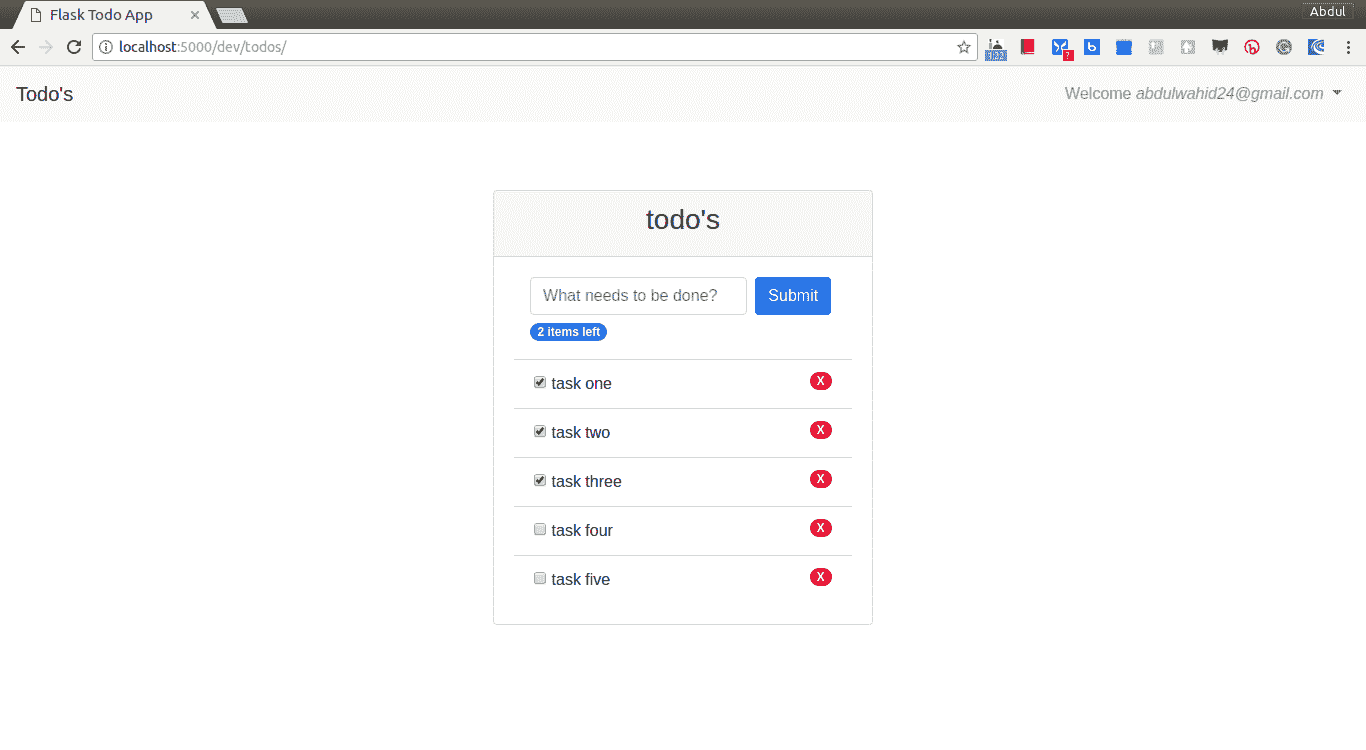 Flask Todo App
Abdul
localhost:5000/dev/todos/
Todo's
Welcome abdulwahid24@gmail.com
todo's
What needs to be done?
Submit
2 items left
task one X
task two X
task three X
task four X
task five X